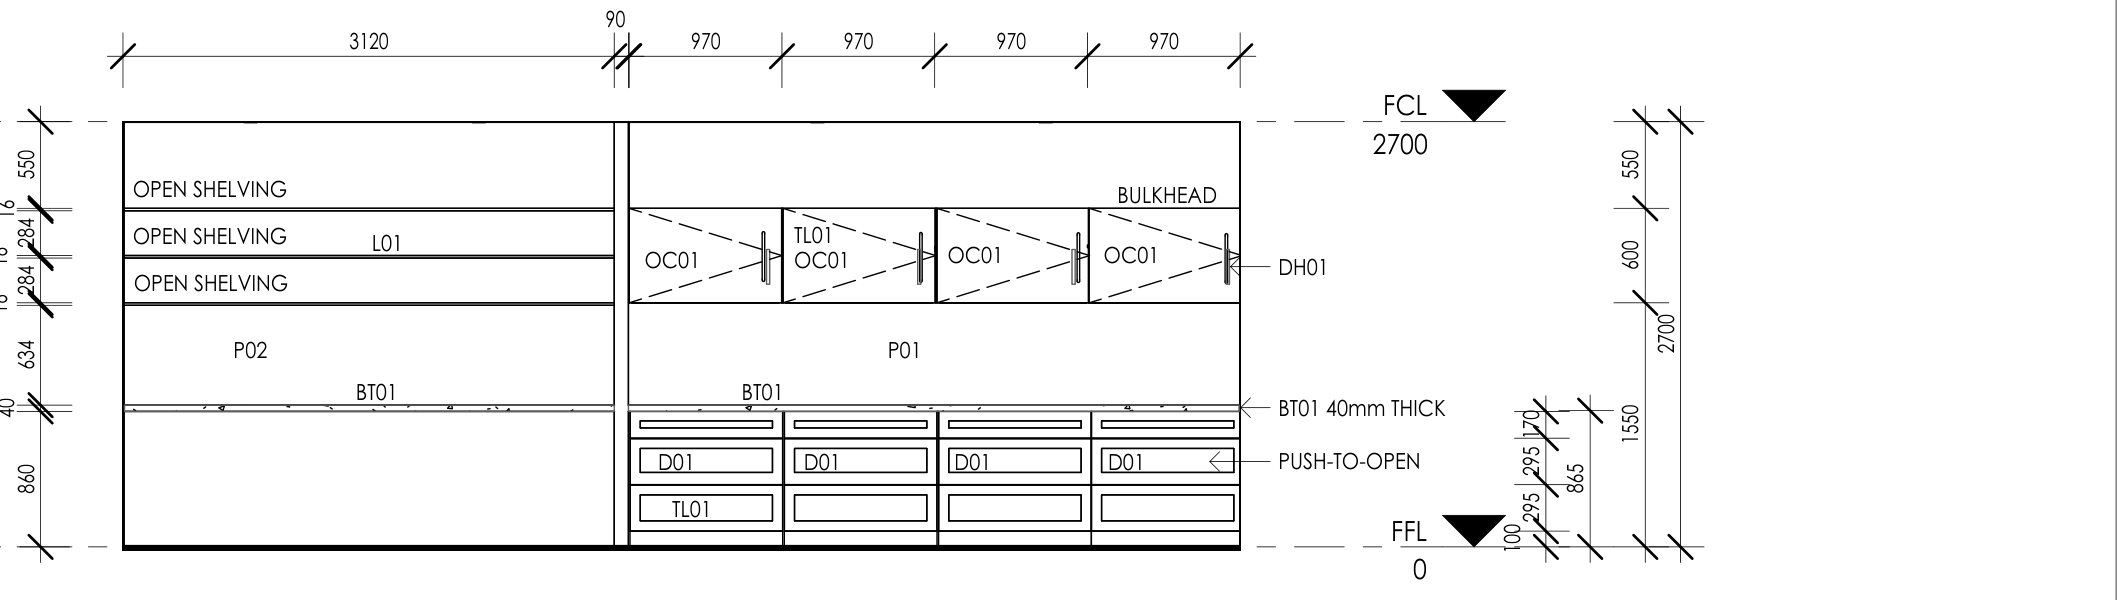 90
3120
970
970
970
970
FCL
2700
550
16
284
16
284
16
634
40
860
OPEN SHELVING
OPEN SHELVING
L01
OPEN SHELVING
P02
BT01
BULKHEAD
OC01
TL01
OC01
OC01
OC01
DH01
P01
BT01
BT01 40mm THICK
D01
D01
D01
D01
PUSH-TO-OPEN
TL01
FFL
0
550
600
2700
1550
170
295
865
295
100